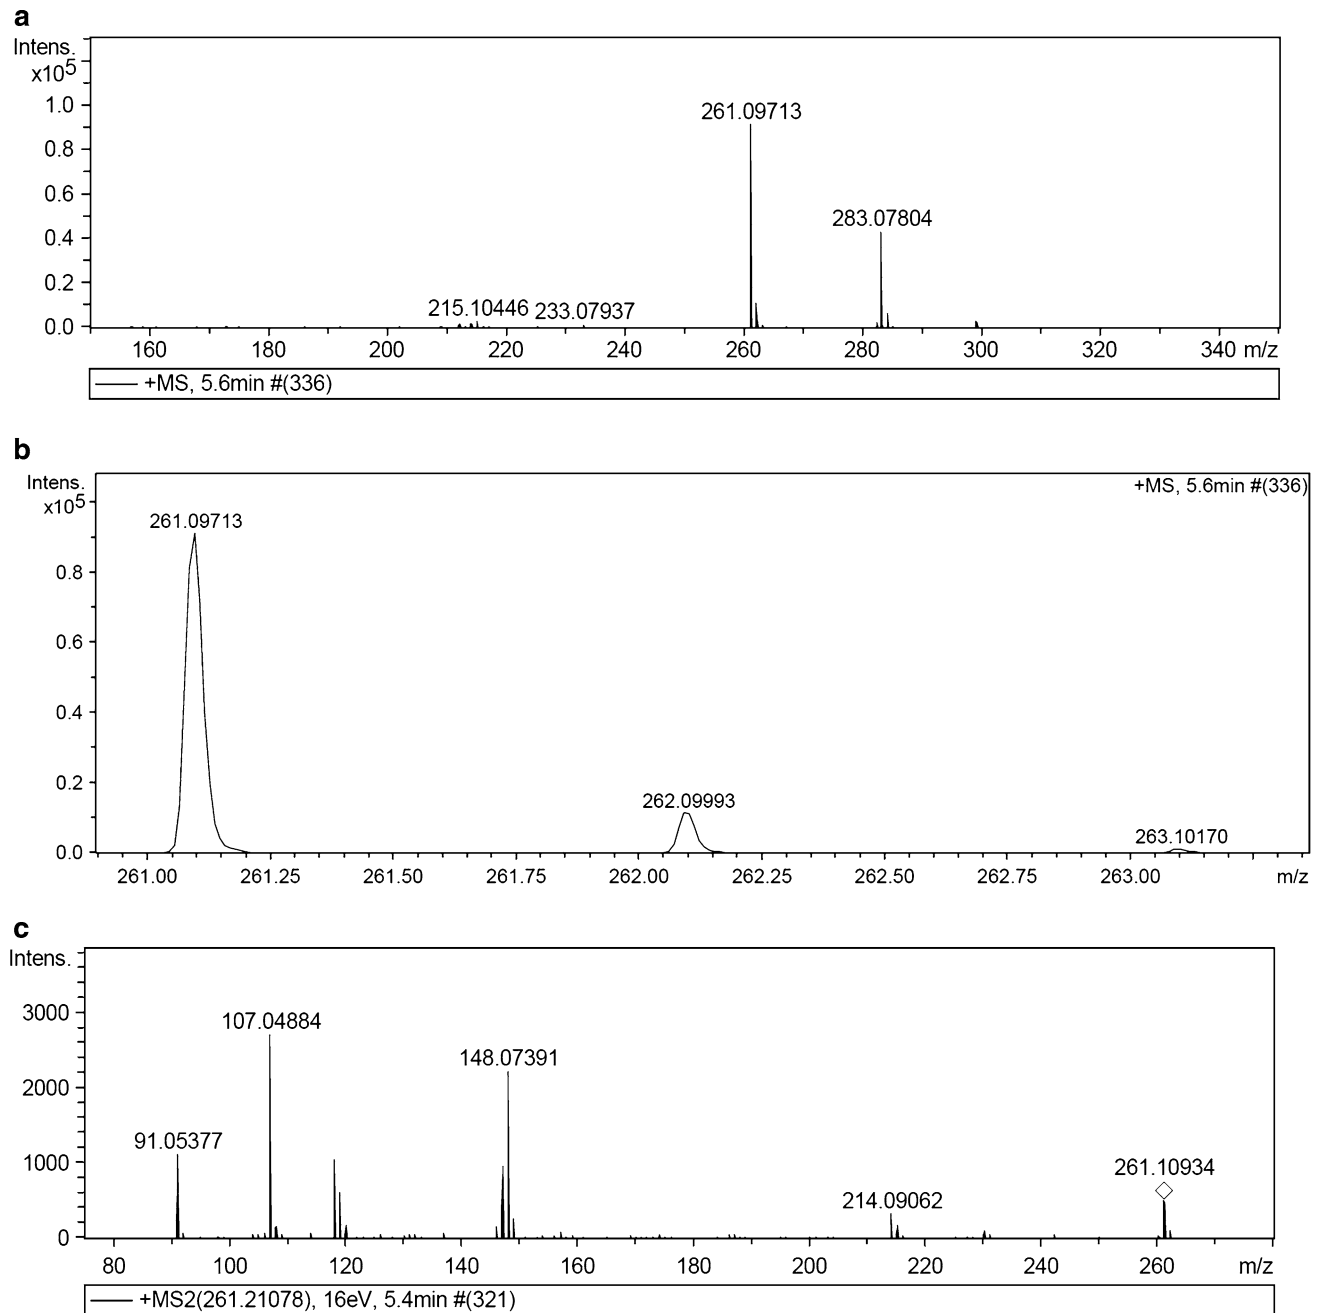 a
Intens.
x10⁵
1.0
0.8
0.6
0.4
0.2
0.0
261.09713
283.07804
215.10446 233.07937
160 180 200 220 240 260 280 300 320 340 m/z
+MS, 5.6min #(336)
b
Intens.
x10⁵
0.8
0.6
0.4
0.2
0.0
+MS, 5.6min #(336)
261.09713
262.09993
263.10170
261.00 261.25 261.50 261.75 262.00 262.25 262.50 262.75 263.00 m/z
c
Intens.
3000
2000
1000
0
107.04884
148.07391
91.05377
261.10934
214.09062
80 100 120 140 160 180 200 220 240 260 m/z
+MS2(261.21078), 16eV, 5.4min #(321)